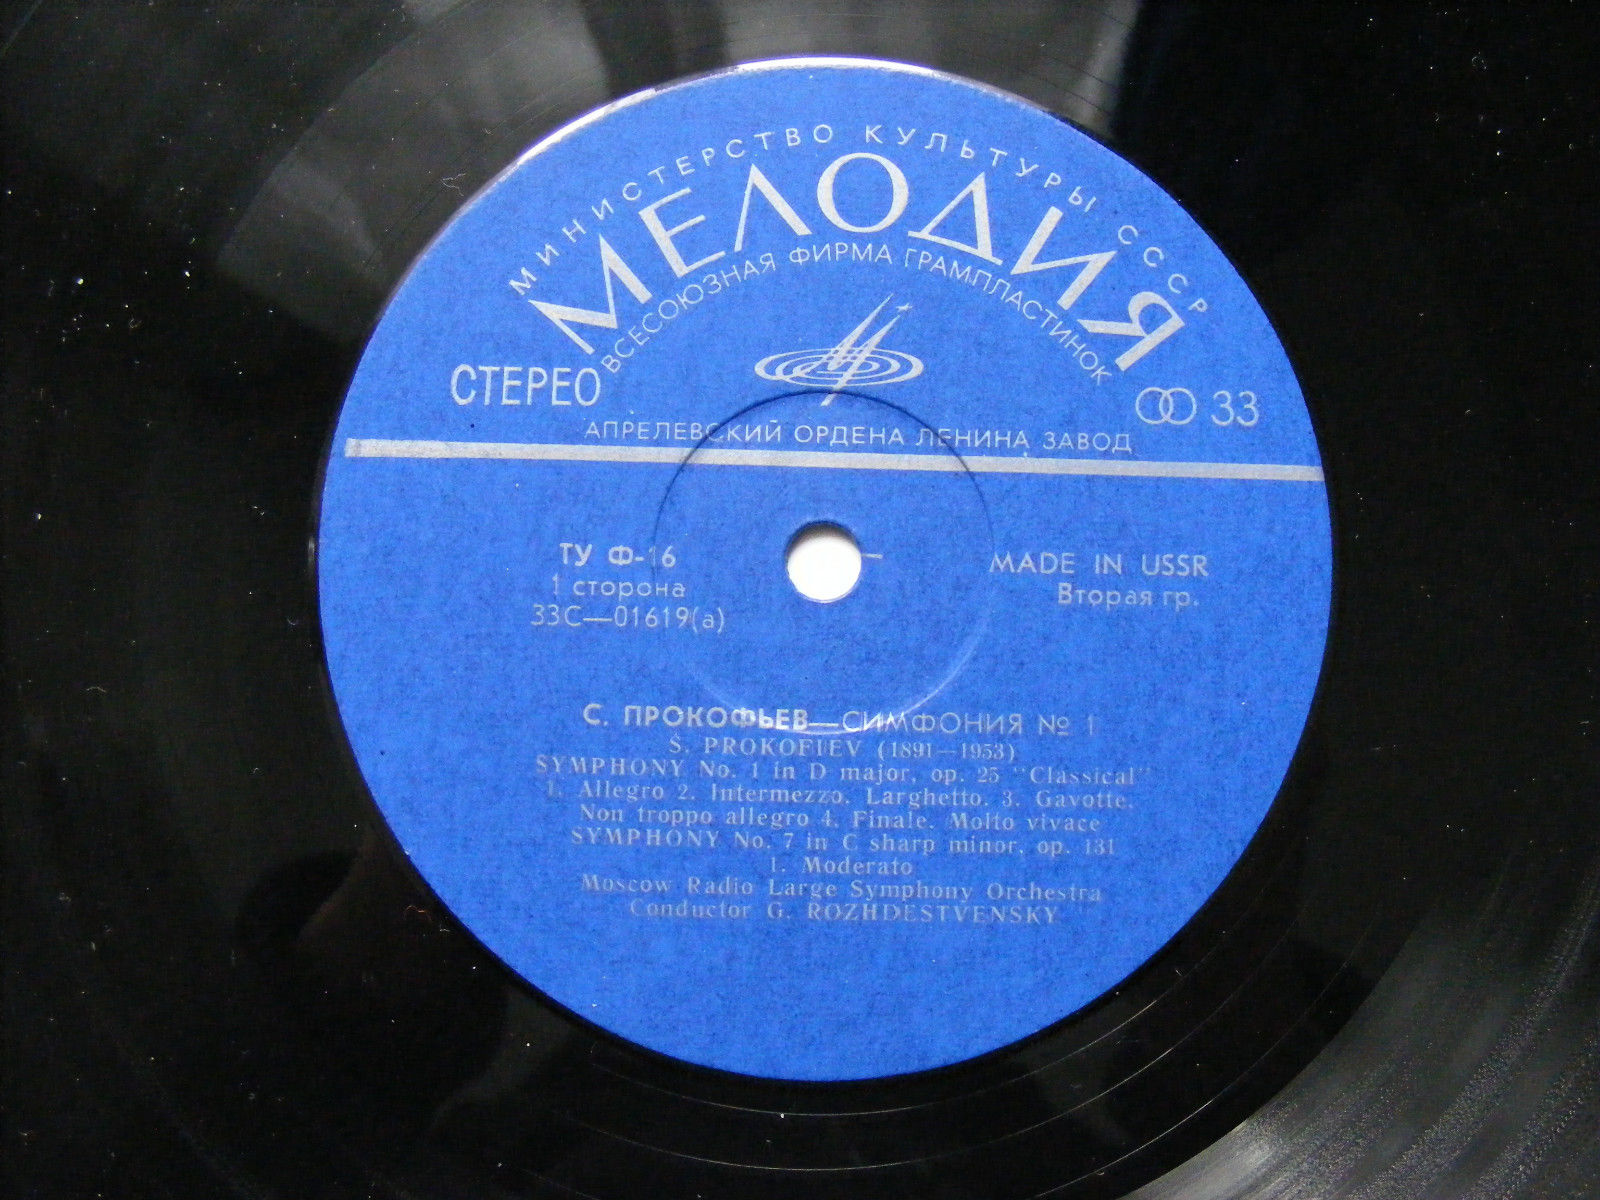 МИНИСТЕРСТВО КУЛЬТУРЫ СССР
МЕЛОДИЯ
ВСЕСОЮЗНАЯ ФИРМА ГРАМПЛАСТИНОК
СТЕРЕО
33
АПРЕЛЕВСКИЙ ОРДЕНА ЛЕНИНА ЗАВОД
ТУ Ф-16
1 сторона
33С—01619(а)
MADE IN USSR
Вторая гр.
С. ПРОКОФЬЕВ—СИМФОНИЯ № 1
S. PROKOFIEV (1891—1953)
SYMPHONY No. 1 in D major, op. 25 "Classical"
1. Allegro 2. Intermezzo. Larghetto. 3. Gavotte.
Non troppo allegro 4. Finale. Molto vivace
SYMPHONY No. 7 in C sharp minor, op. 131
1. Moderato
Moscow Radio Large Symphony Orchestra
Conductor G. ROZHDESTVENSKY